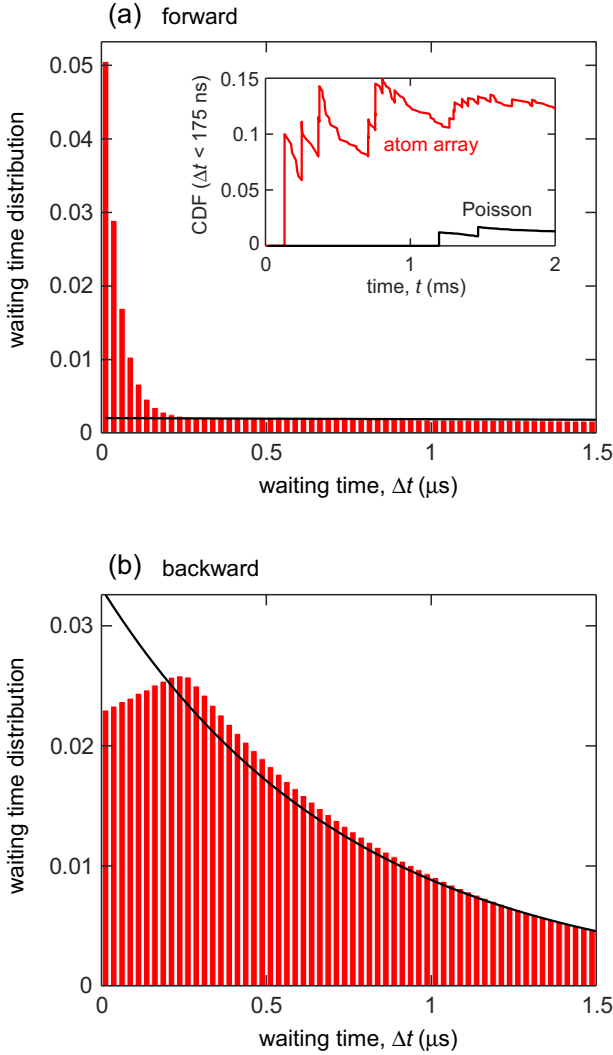 (a) forward
waiting time distribution
0.05
0.04
0.03
0.02
0.01
0
0
0.5
1
1.5
waiting time, Δt (μs)
CDF (Δt < 175 ns)
0.15
0.1
0.05
0
atom array
Poisson
0
1
2
time, t (ms)
(b) backward
waiting time distribution
0.03
0.02
0.01
0
0
0.5
1
1.5
waiting time, Δt (μs)